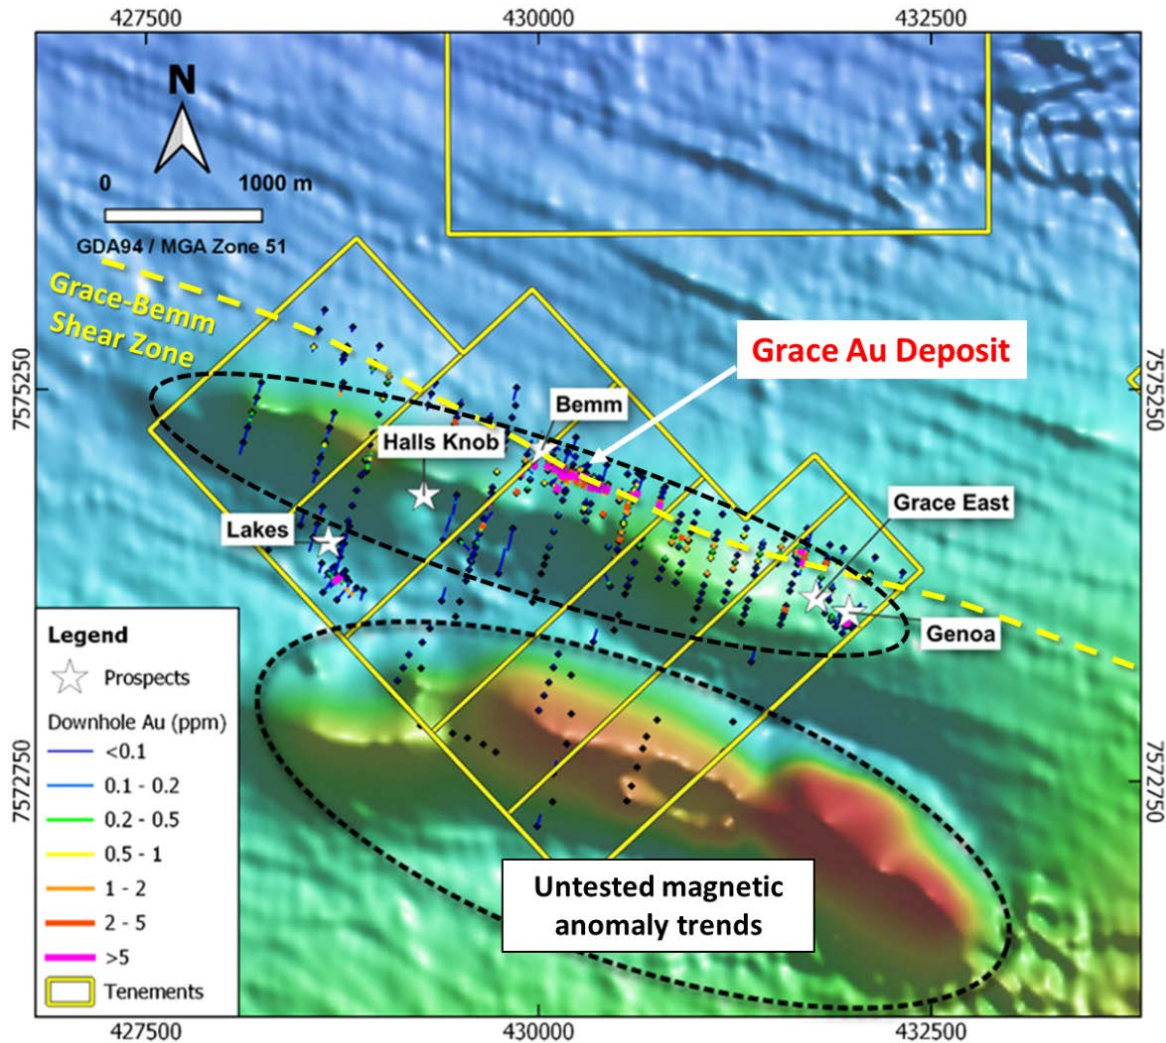 427500
430000
432500
N
0
1000 m
GDA94 / MGA Zone 51
Grace-Bemm
Shear Zone
7575250
7575250
Grace Au Deposit
Bemm
Halls Knob
Lakes
Grace East
Genoa
7572750
7572750
Legend
Prospects
Downhole Au (ppm)
<0.1
0.1 - 0.2
0.2 - 0.5
0.5 - 1
1 - 2
2 - 5
>5
Tenements
Untested magnetic
anomaly trends
427500
430000
432500